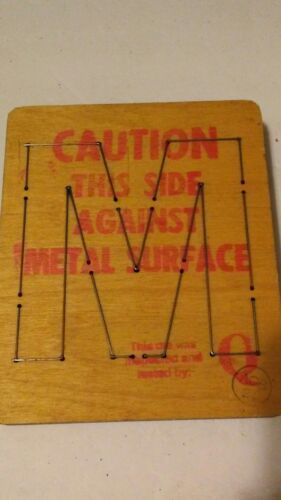 CAUTION
THIS SIDE
AGAINST
METAL SURFACE
This die was
inspected and
tested by:
Q